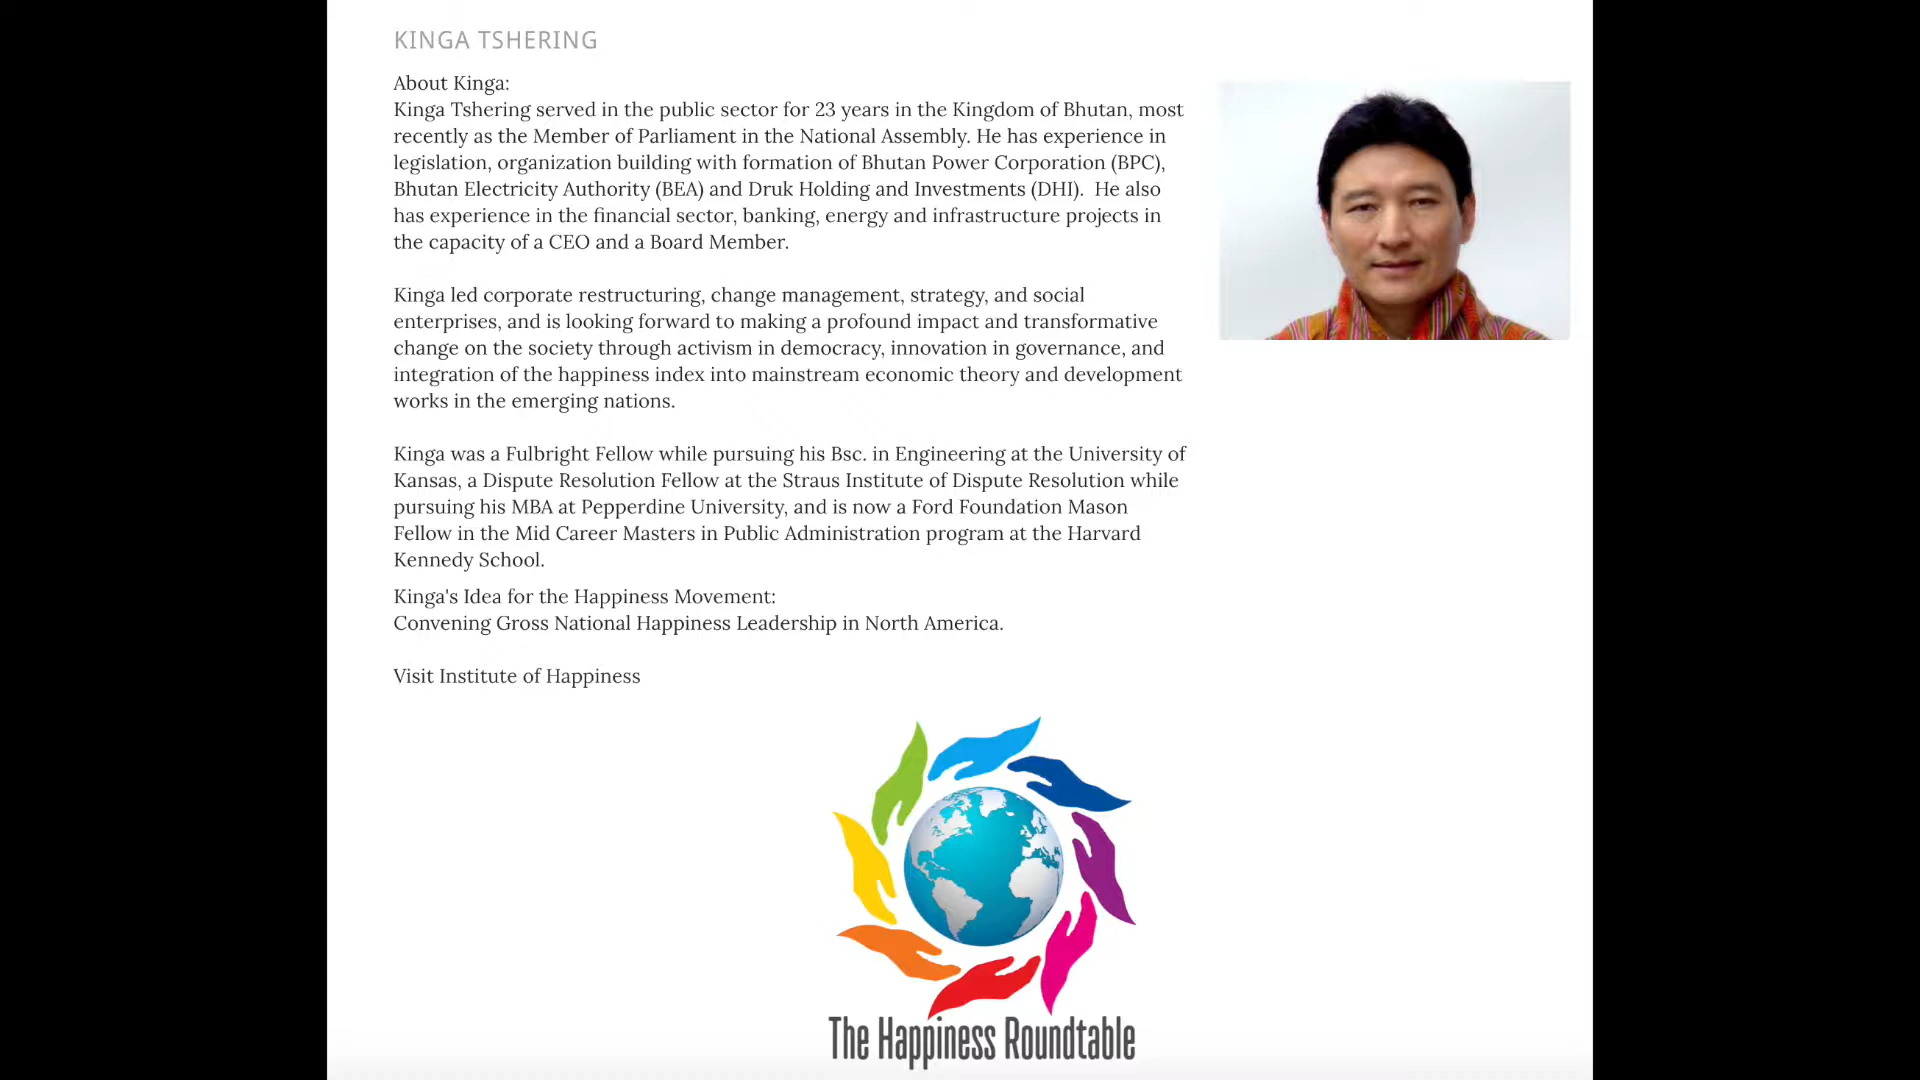 KINGA TSHERING
About Kinga:
Kinga Tshering served in the public sector for 23 years in the Kingdom of Bhutan, most
recently as the Member of Parliament in the National Assembly. He has experience in
legislation, organization building with formation of Bhutan Power Corporation (BPC),
Bhutan Electricity Authority (BEA) and Druk Holding and Investments (DHI).  He also
has experience in the financial sector, banking, energy and infrastructure projects in
the capacity of a CEO and a Board Member.
Kinga led corporate restructuring, change management, strategy, and social
enterprises, and is looking forward to making a profound impact and transformative
change on the society through activism in democracy, innovation in governance, and
integration of the happiness index into mainstream economic theory and development
works in the emerging nations.
Kinga was a Fulbright Fellow while pursuing his Bsc. in Engineering at the University of
Kansas, a Dispute Resolution Fellow at the Straus Institute of Dispute Resolution while
pursuing his MBA at Pepperdine University, and is now a Ford Foundation Mason
Fellow in the Mid Career Masters in Public Administration program at the Harvard
Kennedy School.
Kinga's Idea for the Happiness Movement:
Convening Gross National Happiness Leadership in North America.
Visit Institute of Happiness
The Happiness Roundtable